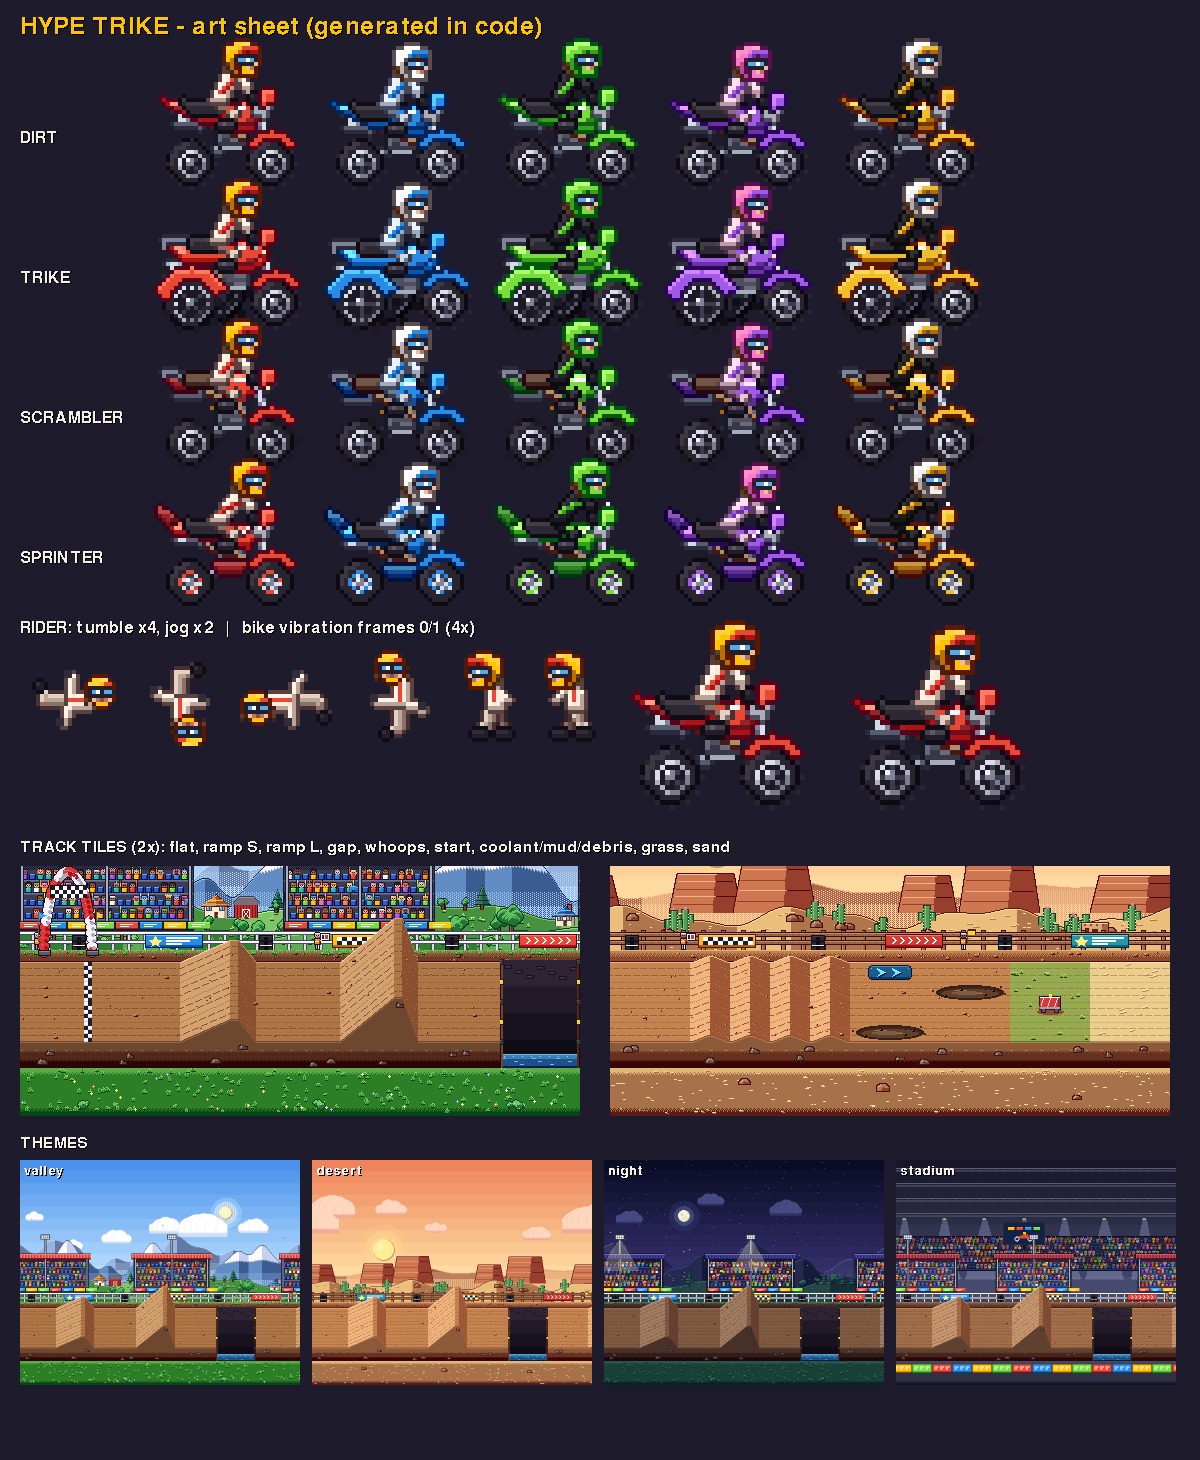 HYPE TRIKE - art sheet (generated in code)
DIRT
TRIKE
SCRAMBLER
SPRINTER
RIDER: tumble x4, jog x2 | bike vibration frames 0/1 (4x)
TRACK TILES (2x): flat, ramp S, ramp L, gap, whoops, start, coolant/mud/debris, grass, sand
THEMES
valley
desert
night
stadium